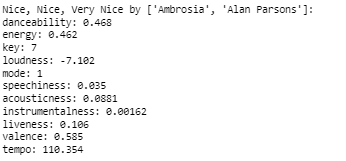 Nice, Nice, Very Nice by ['Ambrosia', 'Alan Parsons']:
danceability: 0.468
energy: 0.462
key: 7
loudness: -7.102
mode: 1
speechiness: 0.035
acousticness: 0.0881
instrumentalness: 0.00162
liveness: 0.106
valence: 0.585
tempo: 110.354